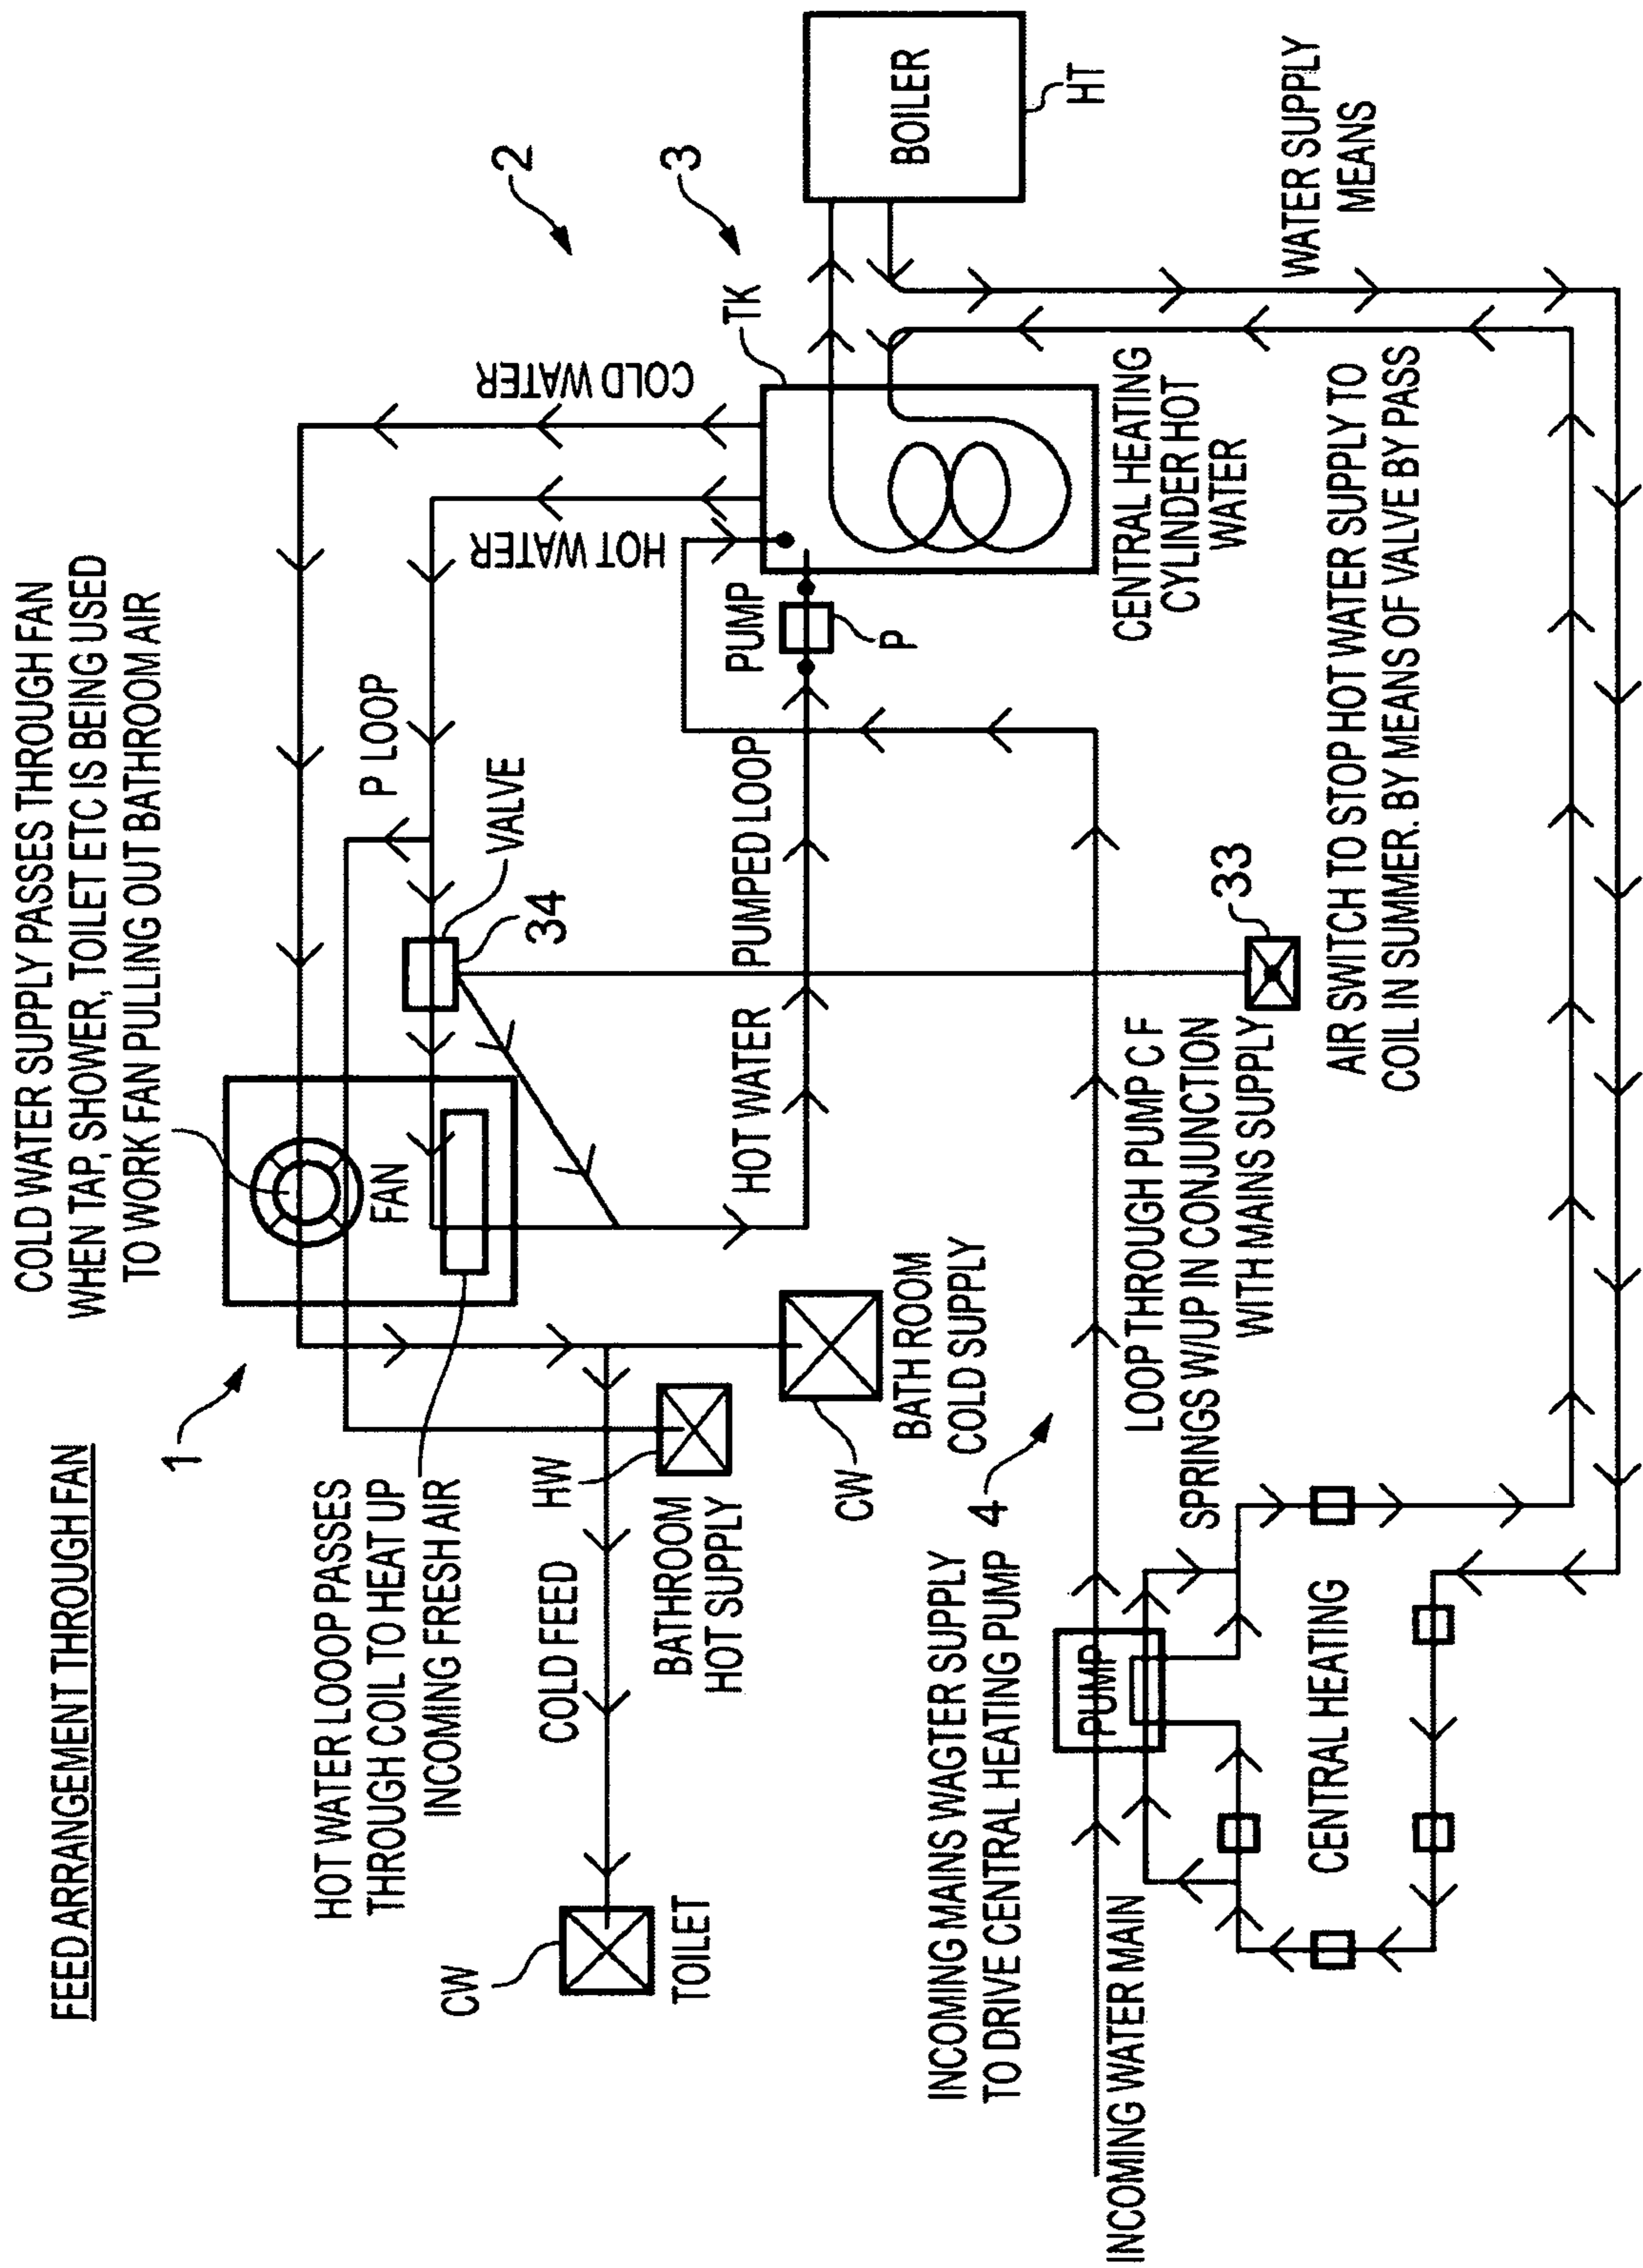 FEED ARRANGEMENT THROUGH FAN
COLD WATER SUPPLY PASSES THROUGH FAN
WHEN TAP, SHOWER, TOILET ETC IS BEING USED
TO WORK FAN PULLING OUT BATHROOM AIR
1
HOT WATER LOOOP PASSES
THROUGH COIL TO HEAT UP
INCOMING FRESH AIR
FAN
P LOOP
VALVE
34
COLD WATER
HOT WATER
2
3
TK
BOILER
HT
CW
TOILET
COLD FEED
HW
BATHROOM
HOT SUPPLY
CW
BATH ROOM
COLD SUPPLY
HOT WATER
PUMPED LOOP
PUMP
P
CENTRAL HEATING
CYLINDER HOT
WATER
WATER SUPPLY
MEANS
INCOMING MAINS WAGTER SUPPLY
TO DRIVE CENTRAL HEATING PUMP
4
INCOMING WATER MAIN
PUMP
LOOP THROUGH PUMP C F
SPRINGS W/UP IN CONJUNCTION
WITH MAINS SUPPLY
33
AIR SWITCH TO STOP HOT WATER SUPPLY TO
COIL IN SUMMER. BY MEANS OF VALVE BY PASS
CENTRAL HEATING